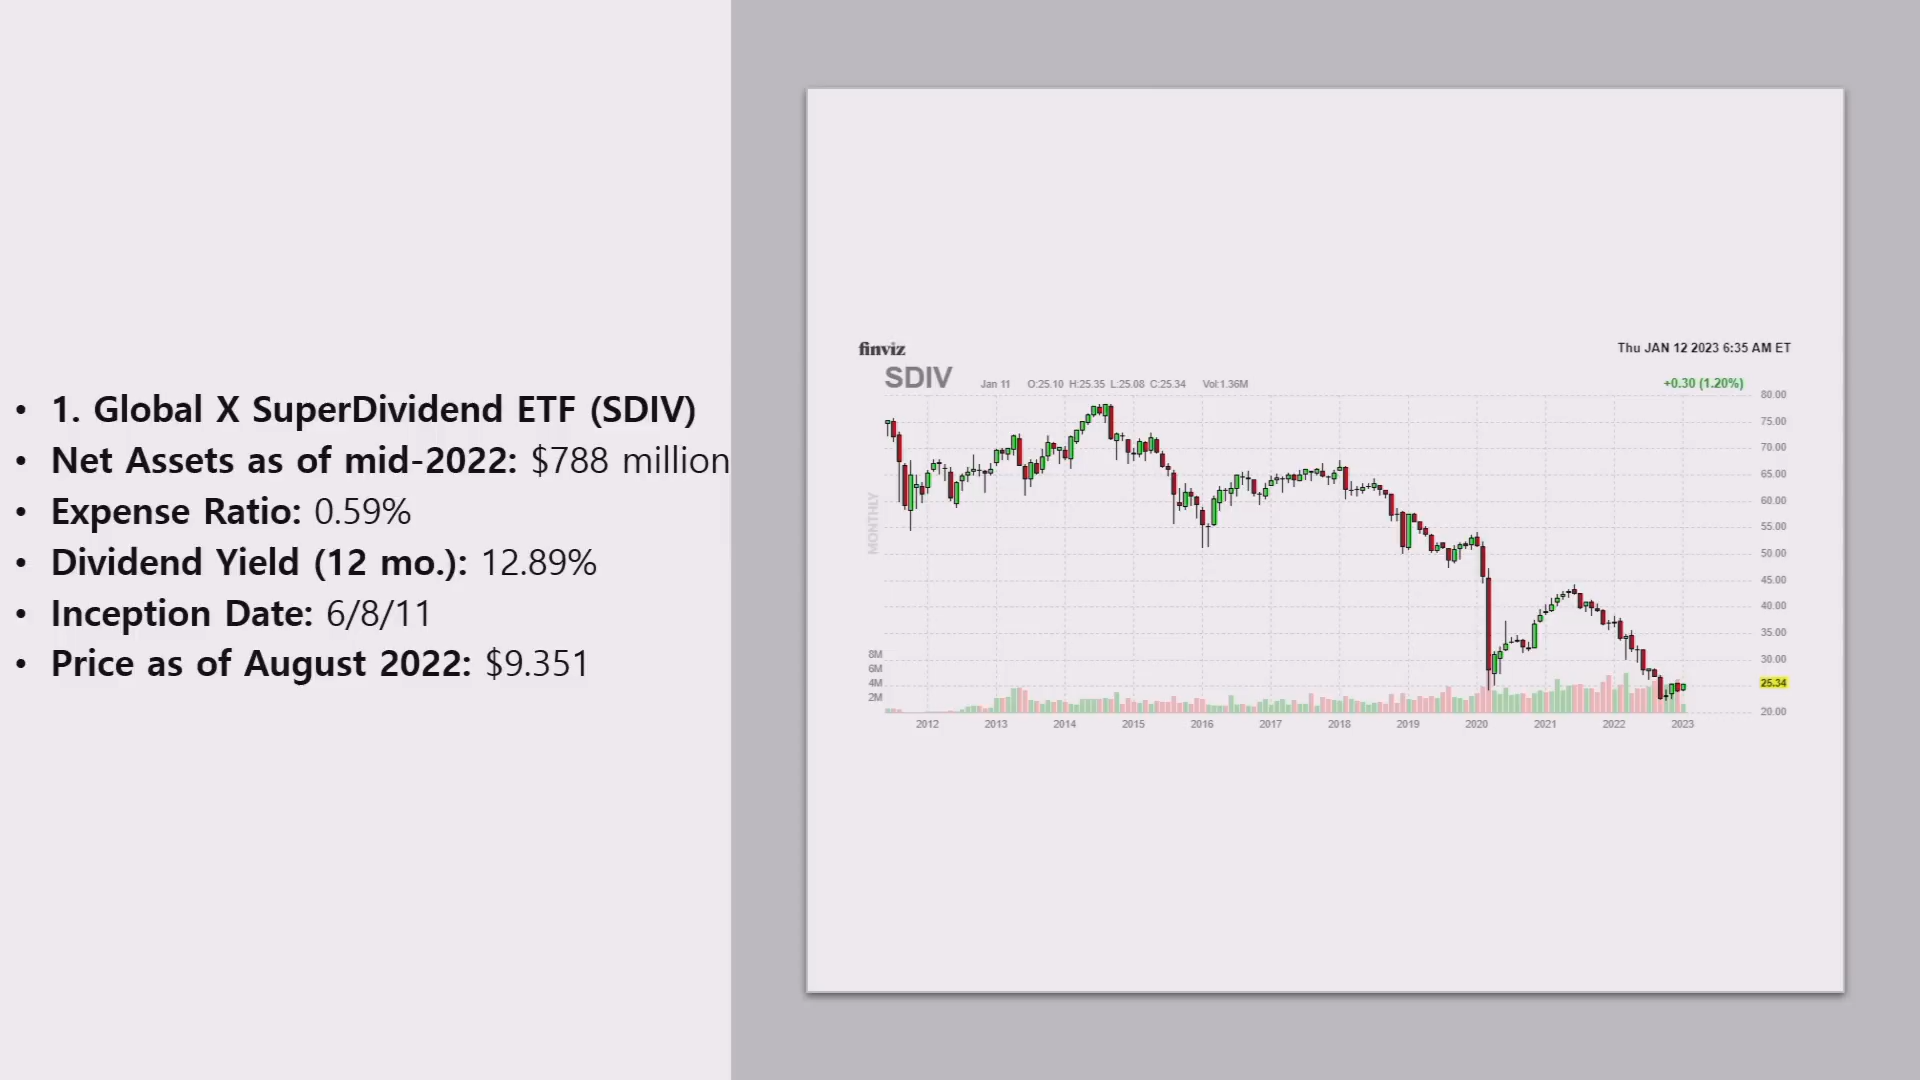 • 1. Global X SuperDividend ETF (SDIV)
• Net Assets as of mid-2022: $788 million
• Expense Ratio: 0.59%
• Dividend Yield (12 mo.): 12.89%
• Inception Date: 6/8/11
• Price as of August 2022: $9.351
finviz
Thu JAN 12 2023 6:35 AM ET
SDIV Jan 11 O:25.10 H:25.35 L:25.08 C:25.34 Vol:1.36M +0.30 (1.20%)
80.00
75.00
70.00
65.00
60.00
55.00
50.00
45.00
40.00
35.00
30.00
25.34
20.00
MONTHLY
8M
6M
4M
2M
2012 2013 2014 2015 2016 2017 2018 2019 2020 2021 2022 2023